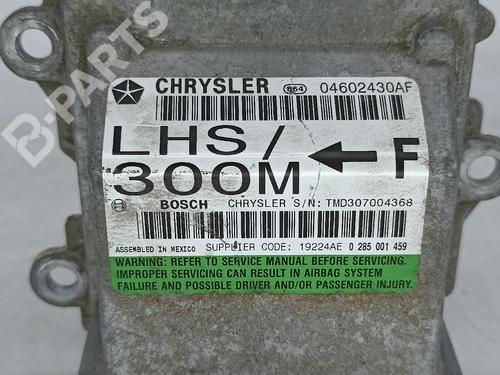 B-PARTS
CHRYSLER 864 04602430AF
LHS/
300M F
BOSCH CHRYSLER S/N: TMD307004368
ASSEMBLED IN MEXICO SUPPLIER CODE: 19224AE 0 285 001 459
WARNING: REFER TO SERVICE MANUAL BEFORE SERVICING.
IMPROPER SERVICING CAN RESULT IN AIRBAG SYSTEM
FAILURE AND POSSIBLE DRIVER AND/OR PASSENGER INJURY.
B-PARTS